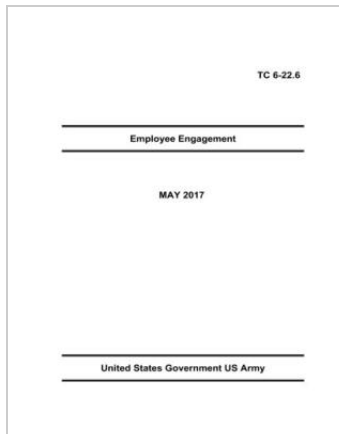 TC 6-22.6
Employee Engagement
MAY 2017
United States Government US Army